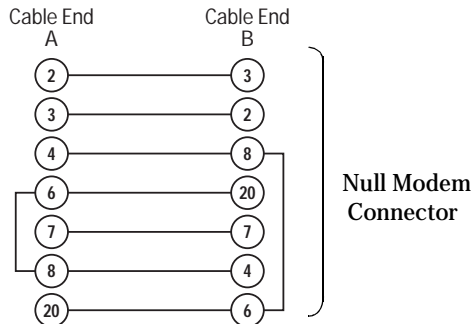 Cable End Cable End
A B
2 3
3 2
4 8
6 20
7 7
8 4
20 6
Null Modem
Connector